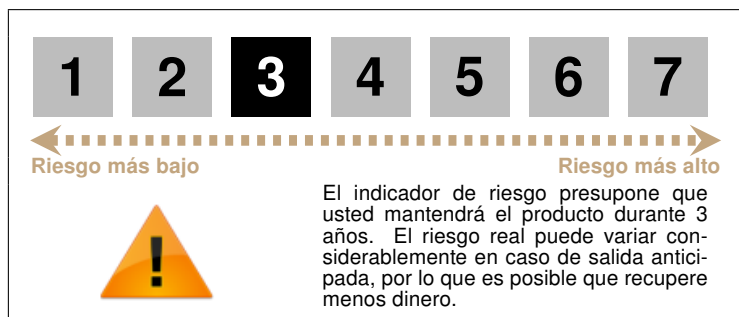 1 2 3 4 5 6 7
Riesgo más bajo Riesgo más alto
El indicador de riesgo presupone que
usted mantendrá el producto durante 3
años. El riesgo real puede variar con-
siderablemente en caso de salida antici-
pada, por lo que es posible que recupere
menos dinero.